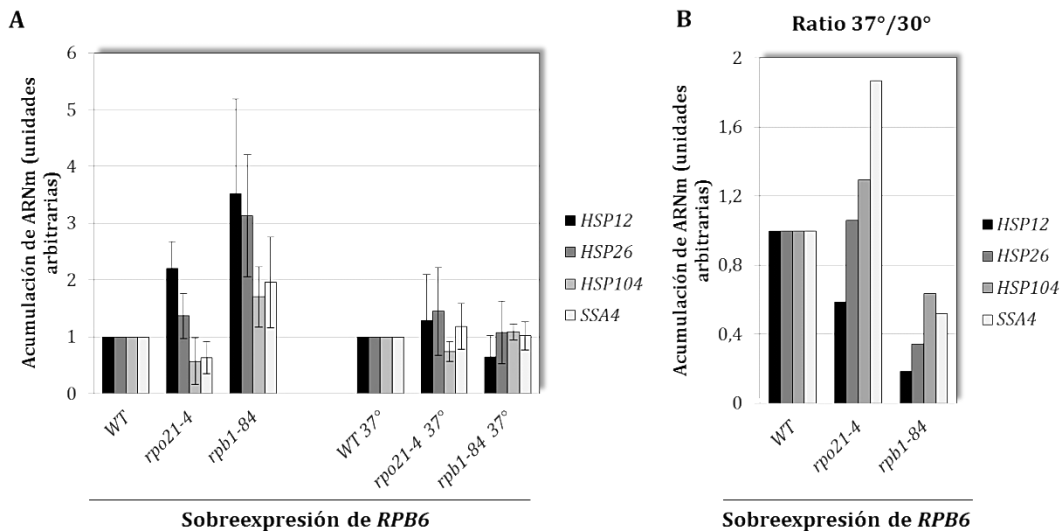 A
Acumulación de ARNm (unidades
arbitrarias)
6
5
4
3
2
1
0
WT
rpo21-4
rpb1-84
WT 37°
rpo21-4 37°
rpb1-84 37°
HSP12
HSP26
HSP104
SSA4
Sobreexpresión de RPB6
B
Ratio 37°/30°
Acumulación de ARNm (unidades
arbitrarias)
2
1,6
1,2
0,8
0,4
0
WT
rpo21-4
rpb1-84
HSP12
HSP26
HSP104
SSA4
Sobreexpresión de RPB6